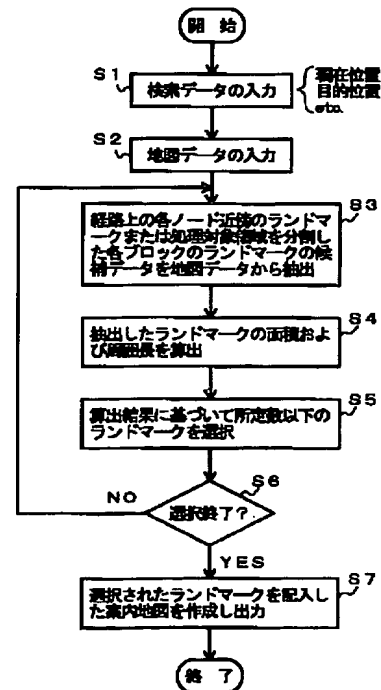 開 始
S1
検索データの入力
現在位置
目的位置
etc.
S2
地図データの入力
S3
経路上の各ノード近傍のランドマ
ークまたは処理対象領域を分割し
た各ブロックのランドマークの候
補データを地図データから抽出
S4
抽出したランドマークの面積およ
び周囲長を算出
S5
算出結果に基づいて所定数以下の
ランドマークを選択
S6
NO
選択終了?
YES
S7
選択されたランドマークを記入し
た案内地図を作成し出力
終 了